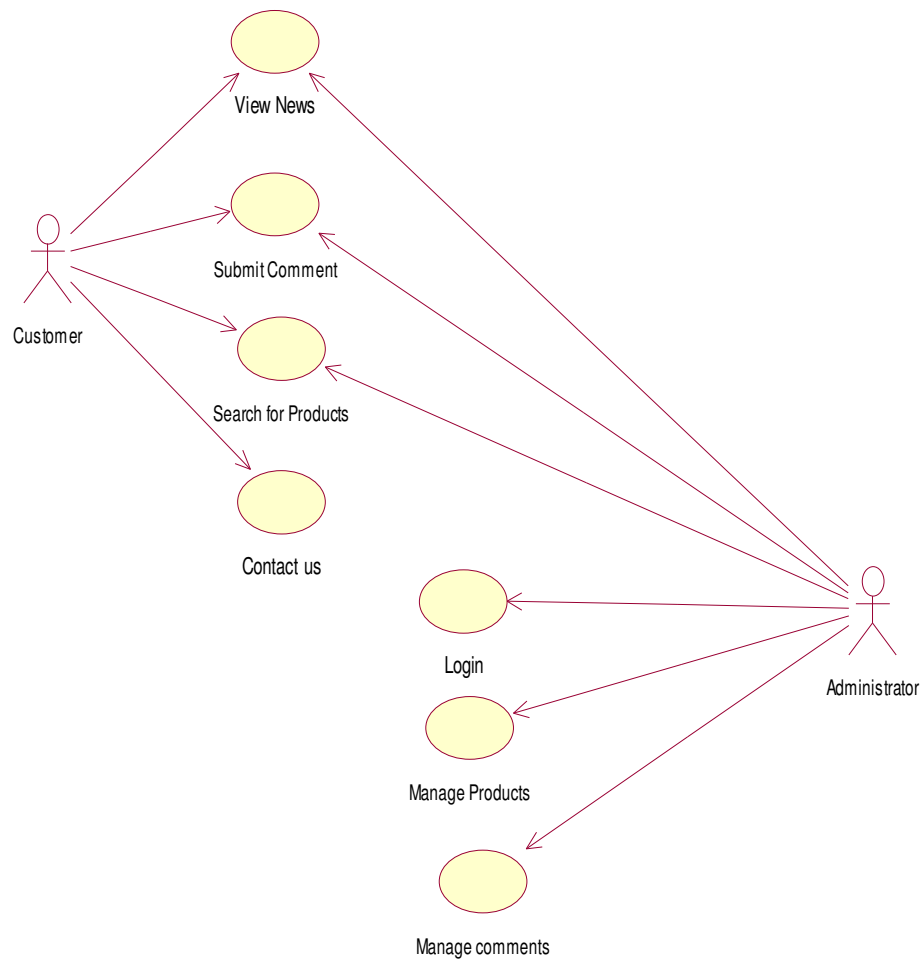 View News
Submit Comment
Customer
Search for Products
Contact us
Login
Administrator
Manage Products
Manage comments